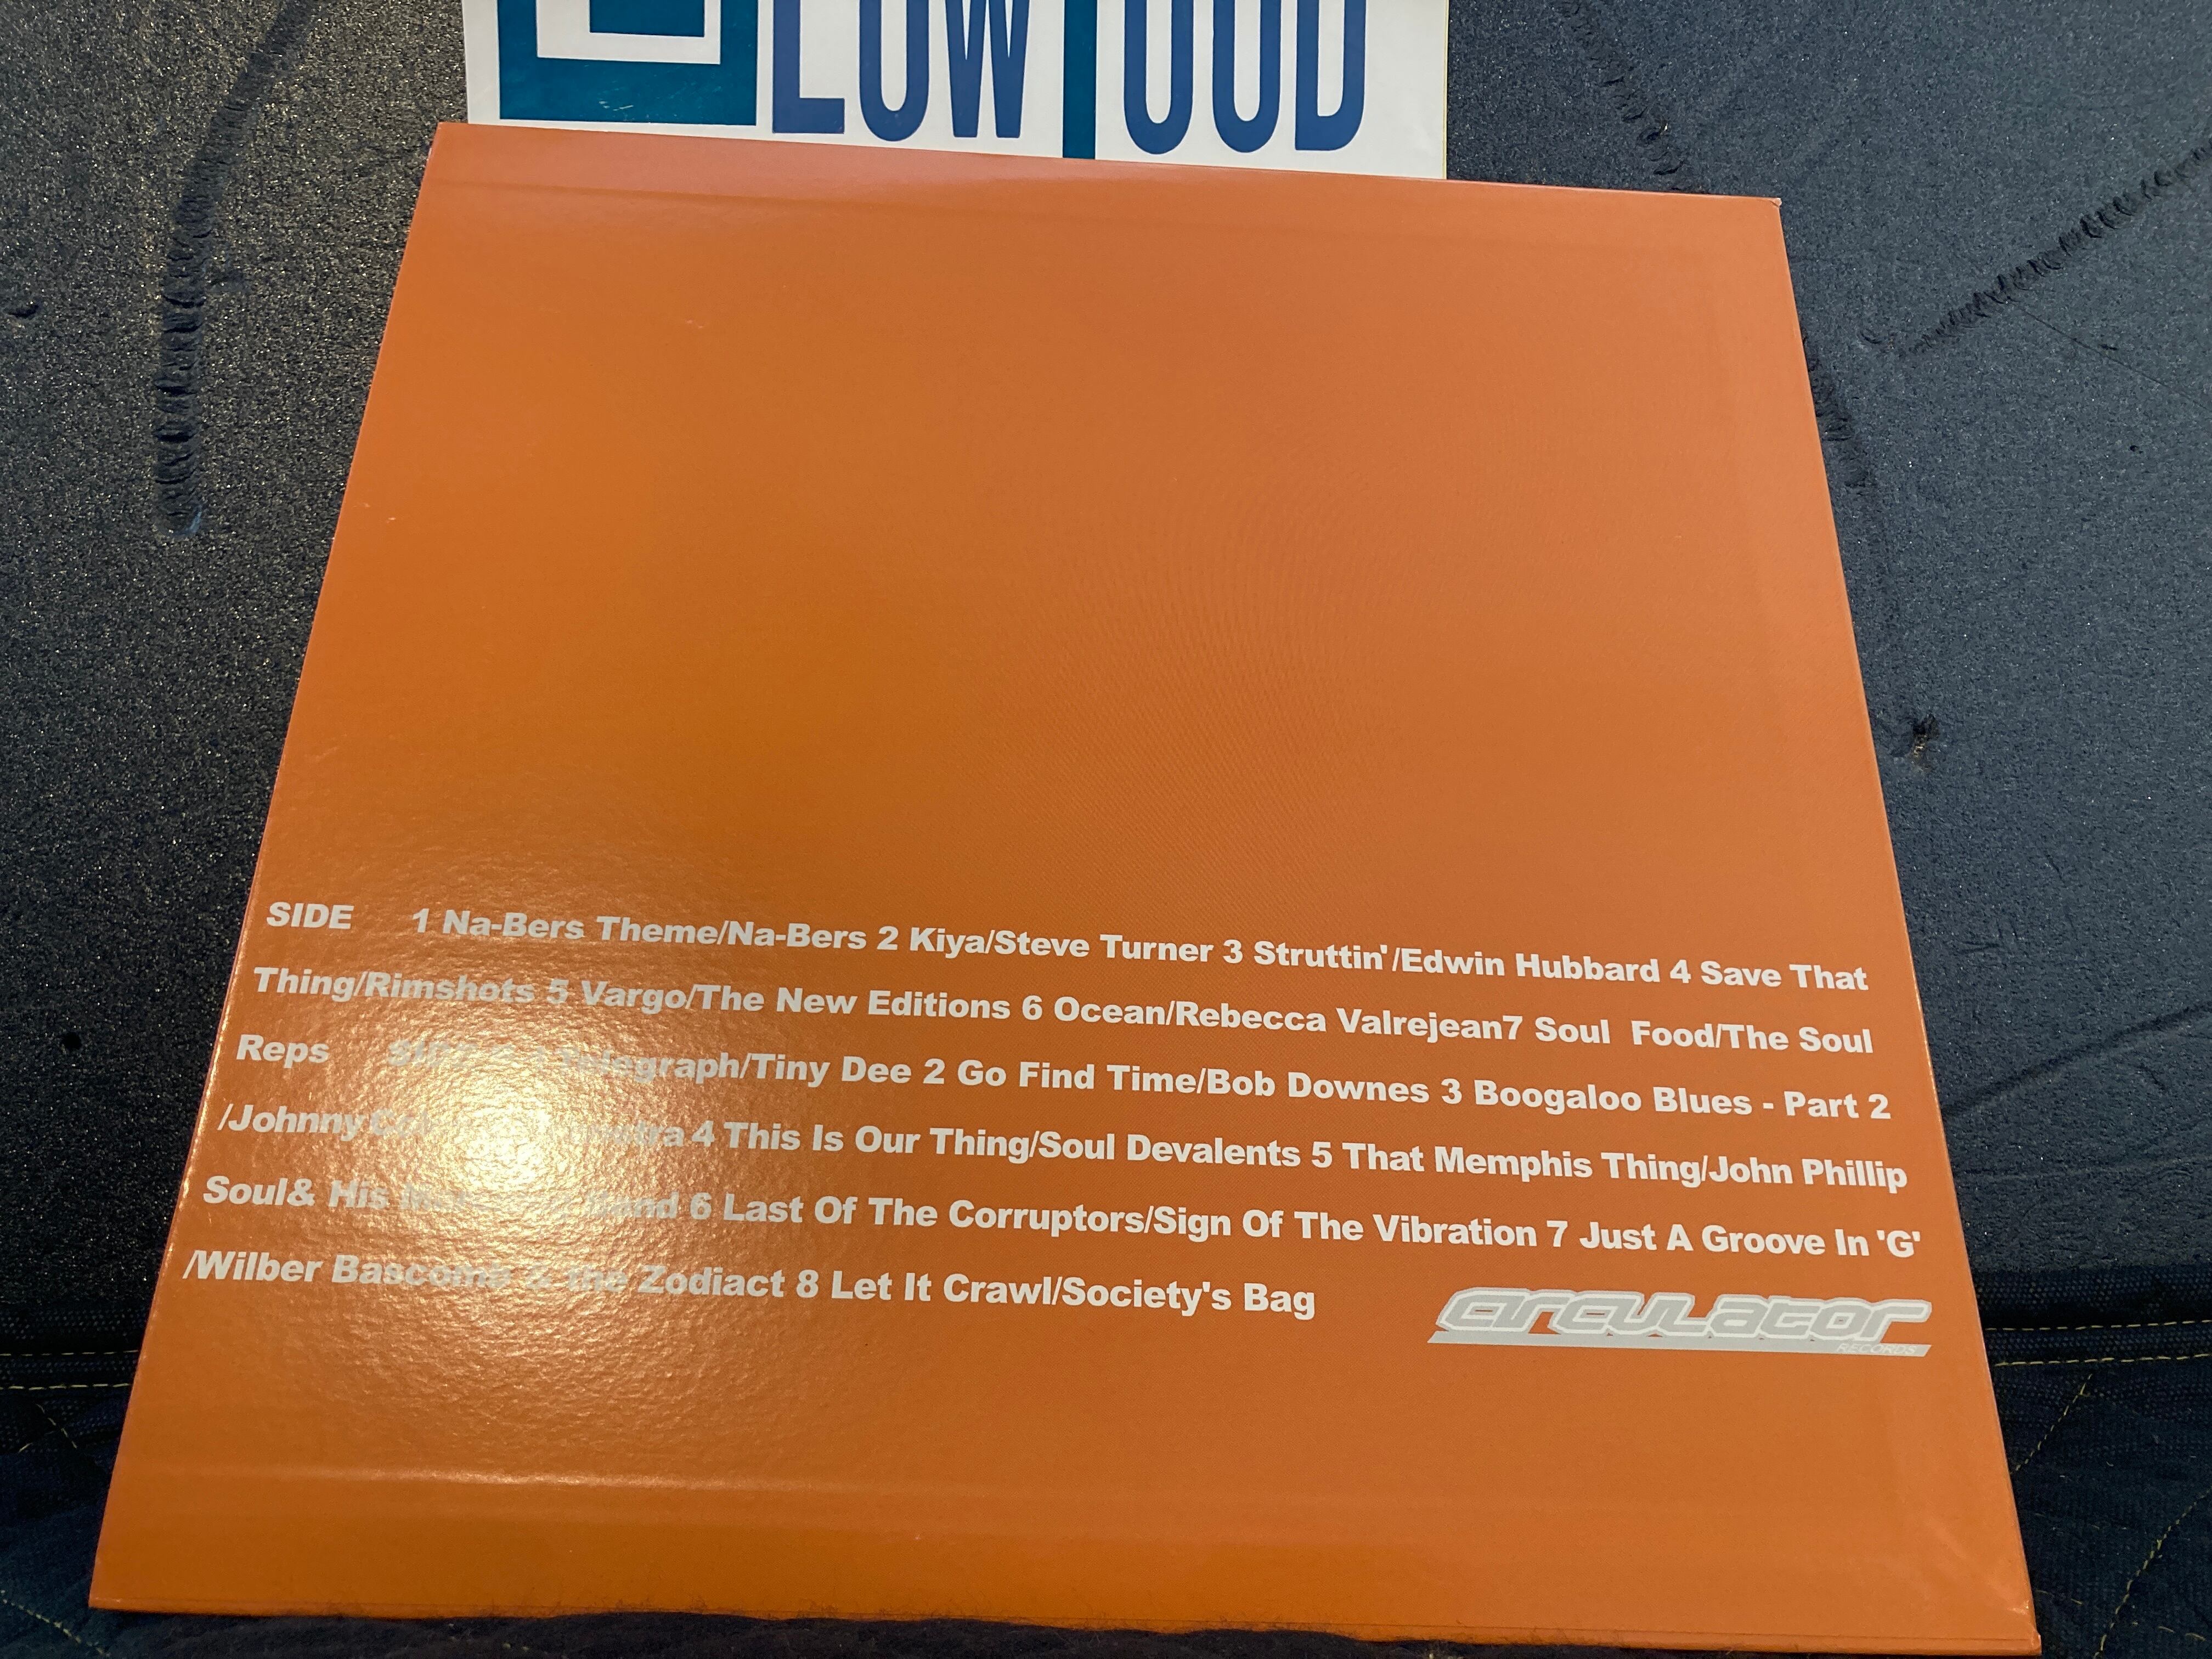 LOW
SIDE 1 Na-Bers Theme/Na-Bers 2 Kiya/Steve Turner 3 Struttin'/Edwin Hubbard 4 Save That
Thing/Rimshots 5 Vargo/The New Editions 6 Ocean/Rebecca Valrejean7 Soul Food/The Soul
Reps Telegraph/Tiny Dee 2 Go Find Time/Bob Downes 3 Boogaloo Blues - Part 2
/Johnny 4 This Is Our Thing/Soul Devalents 5 That Memphis Thing/John Phillip
Soul& His Band 6 Last Of The Corruptors/Sign Of The Vibration 7 Just A Groove In 'G'
/Wilber Bascomb & the Zodiact 8 Let It Crawl/Society's Bag
circulator
RECORDS